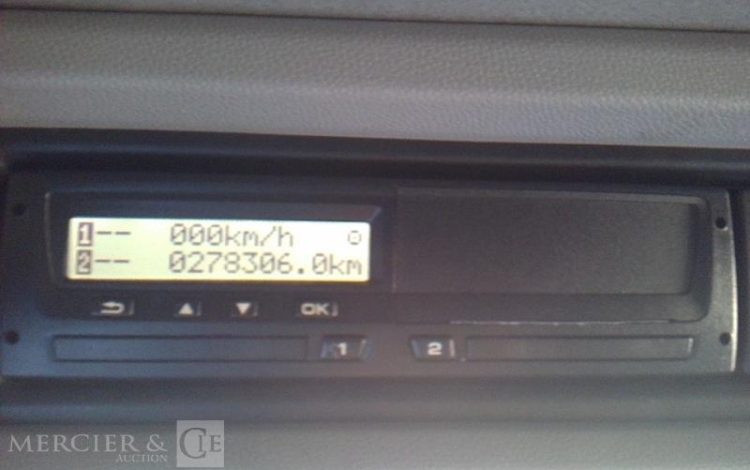 1-- 000km/h
2-- 0278306.0km
OK
1 2
MERCIER & CIE
AUCTION